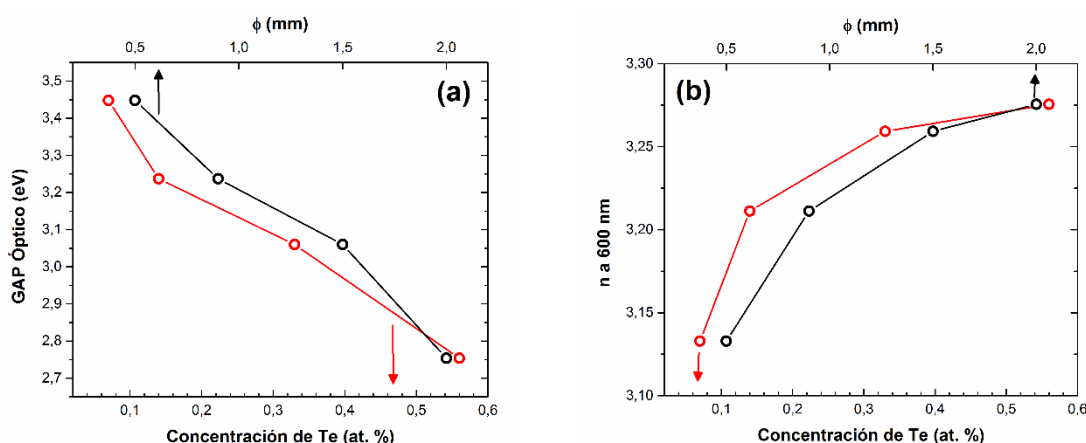 ϕ (mm)
0,5 1,0 1,5 2,0
(a)
GAP Óptico (eV)
3,5
3,4
3,3
3,2
3,1
3,0
2,9
2,8
2,7
0,1 0,2 0,3 0,4 0,5 0,6
Concentración de Te (at. %)
ϕ (mm)
0,5 1,0 1,5 2,0
(b)
n a 600 nm
3,30
3,25
3,20
3,15
3,10
0,1 0,2 0,3 0,4 0,5 0,6
Concentración de Te (at. %)